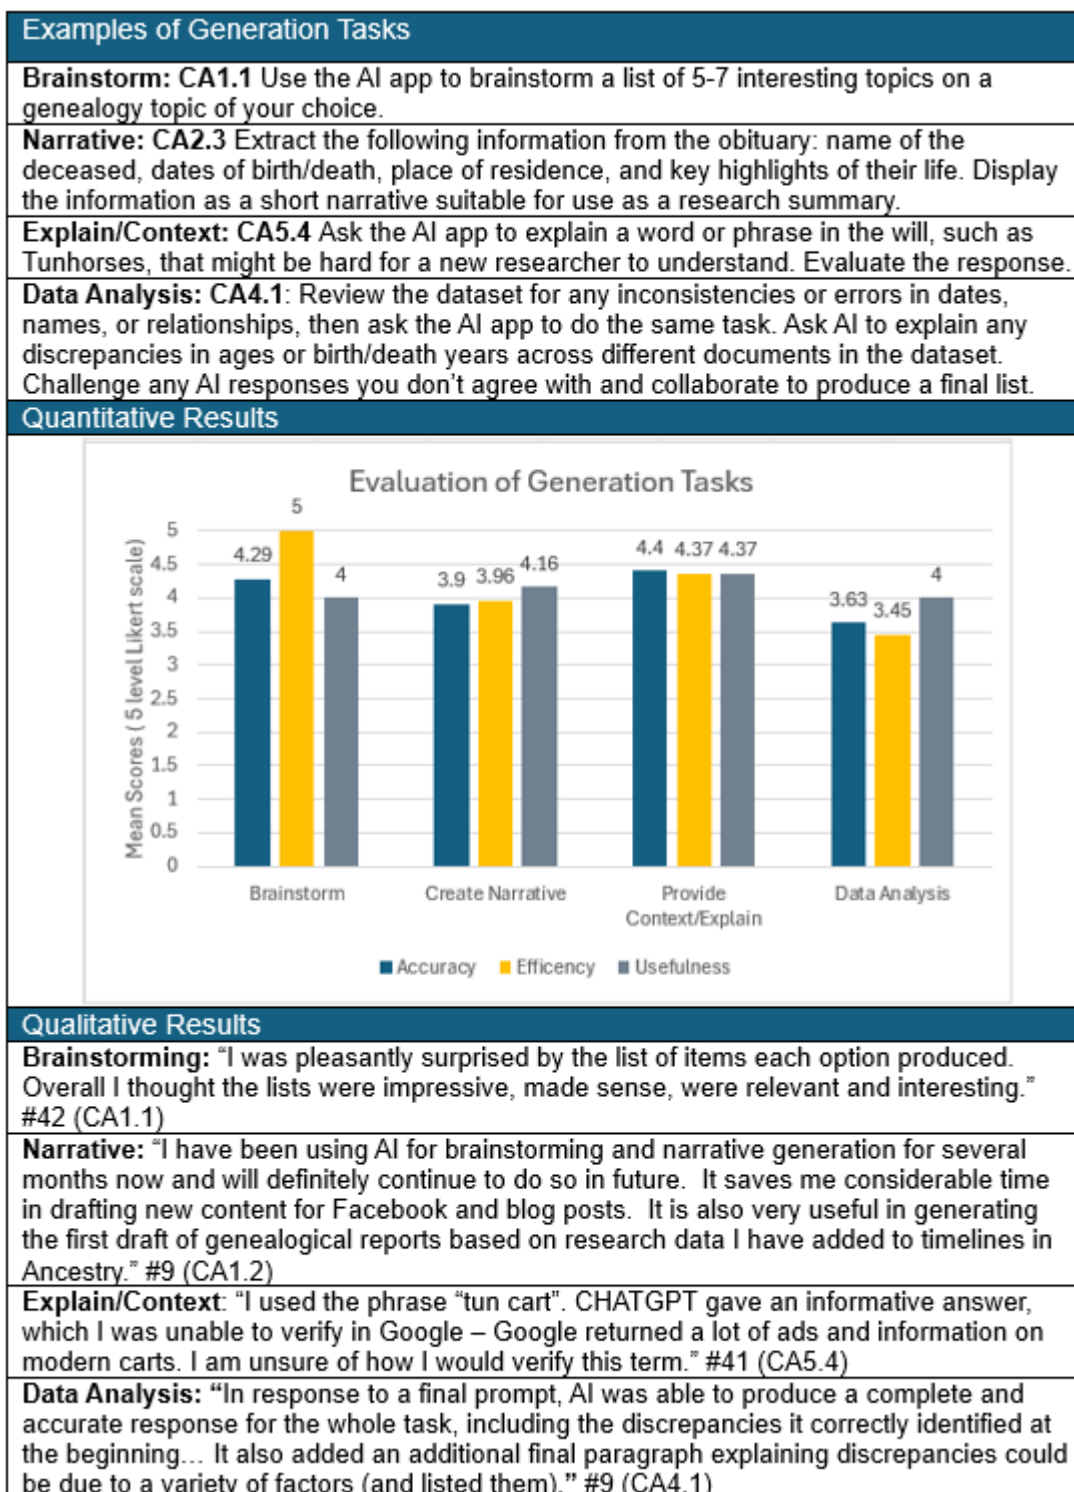 Examples of Generation Tasks
Brainstorm: CA1.1 Use the AI app to brainstorm a list of 5-7 interesting topics on a
genealogy topic of your choice.
Narrative: CA2.3 Extract the following information from the obituary: name of the
deceased, dates of birth/death, place of residence, and key highlights of their life. Display
the information as a short narrative suitable for use as a research summary.
Explain/Context: CA5.4 Ask the AI app to explain a word or phrase in the will, such as
Tunhorses, that might be hard for a new researcher to understand. Evaluate the response.
Data Analysis: CA4.1: Review the dataset for any inconsistencies or errors in dates,
names, or relationships, then ask the AI app to do the same task. Ask AI to explain any
discrepancies in ages or birth/death years across different documents in the dataset.
Challenge any AI responses you don't agree with and collaborate to produce a final list.
Quantitative Results
Evaluation of Generation Tasks
Mean Scores ( 5 level Likert scale)
5
4.5
4
3.5
3
2.5
2
1.5
1
0.5
0
4.29
5
4
3.9
3.96
4.16
4.4
4.37
4.37
3.63
3.45
4
Brainstorm
Create Narrative
Provide
Context/Explain
Data Analysis
Accuracy
Efficency
Usefulness
Qualitative Results
Brainstorming: “I was pleasantly surprised by the list of items each option produced.
Overall I thought the lists were impressive, made sense, were relevant and interesting.”
#42 (CA1.1)
Narrative: “I have been using AI for brainstorming and narrative generation for several
months now and will definitely continue to do so in future.  It saves me considerable time
in drafting new content for Facebook and blog posts.  It is also very useful in generating
the first draft of genealogical reports based on research data I have added to timelines in
Ancestry.” #9 (CA1.2)
Explain/Context: “I used the phrase “tun cart”. CHATGPT gave an informative answer,
which I was unable to verify in Google – Google returned a lot of ads and information on
modern carts. I am unsure of how I would verify this term.” #41 (CA5.4)
Data Analysis: “In response to a final prompt, AI was able to produce a complete and
accurate response for the whole task, including the discrepancies it correctly identified at
the beginning… It also added an additional final paragraph explaining discrepancies could
be due to a variety of factors (and listed them).” #9 (CA4.1)